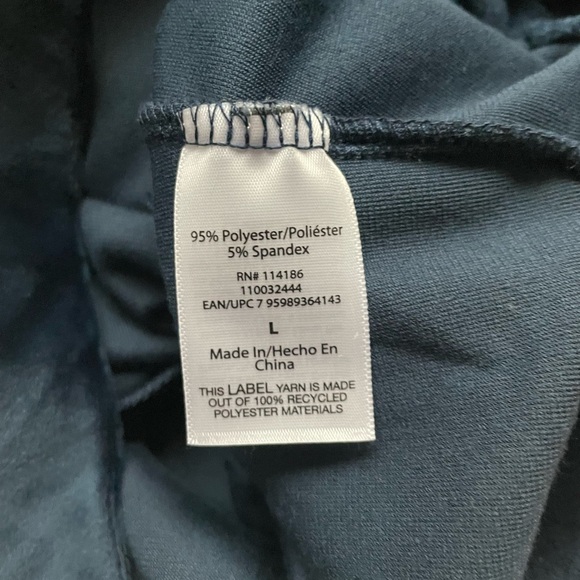 95% Polyester/Poliéster
5% Spandex
RN# 114186
110032444
EAN/UPC 7 95989364143
L
Made In/Hecho En
China
THIS LABEL YARN IS MADE
OUT OF 100% RECYCLED
POLYESTER MATERIALS